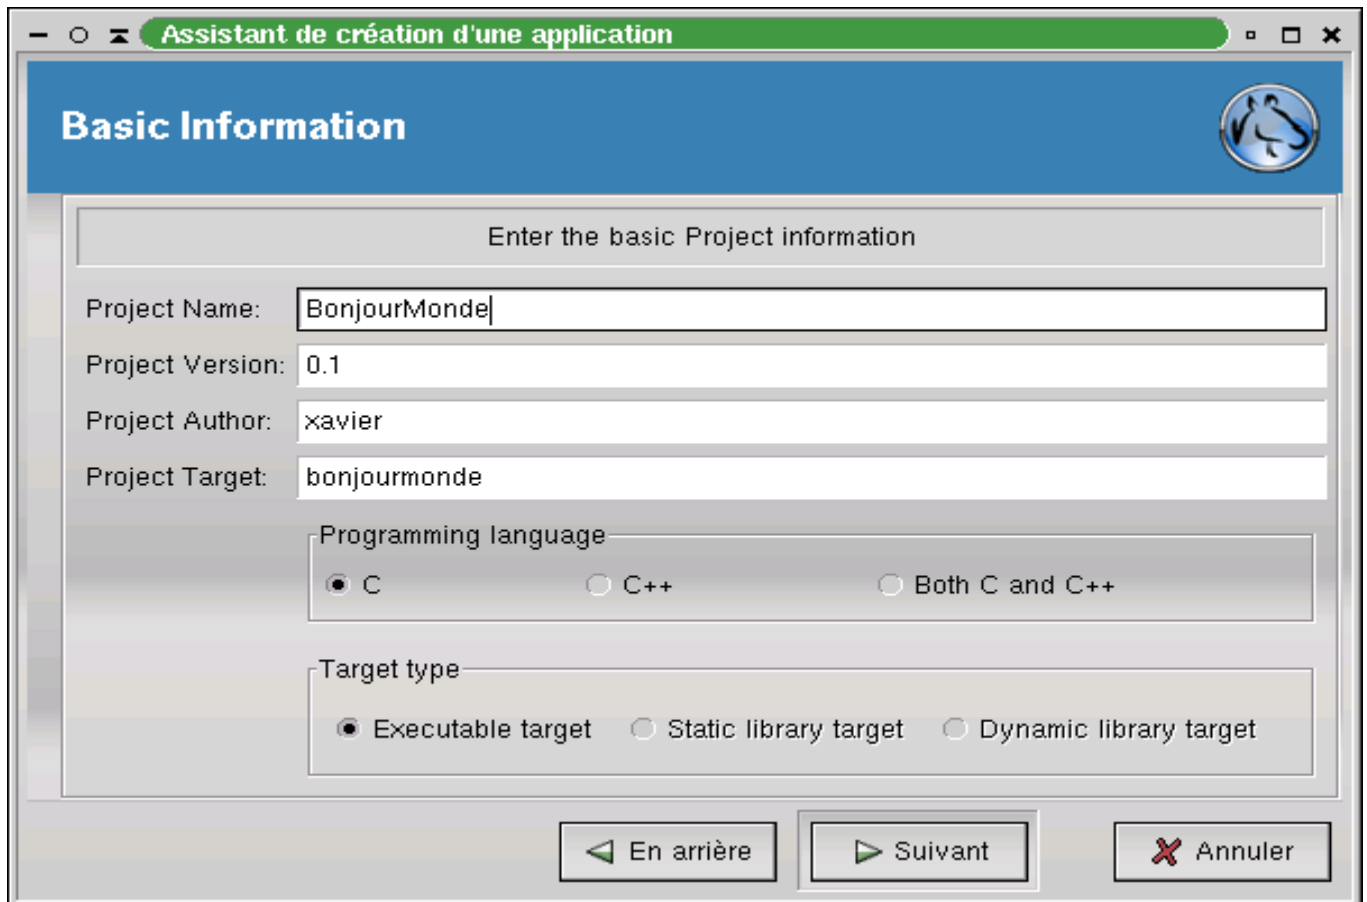 Assistant de création d'une application
Basic Information
Enter the basic Project information
Project Name: BonjourMonde
Project Version: 0.1
Project Author: xavier
Project Target: bonjourmonde
Programming language
C C++ Both C and C++
Target type
Executable target Static library target Dynamic library target
En arrière Suivant Annuler